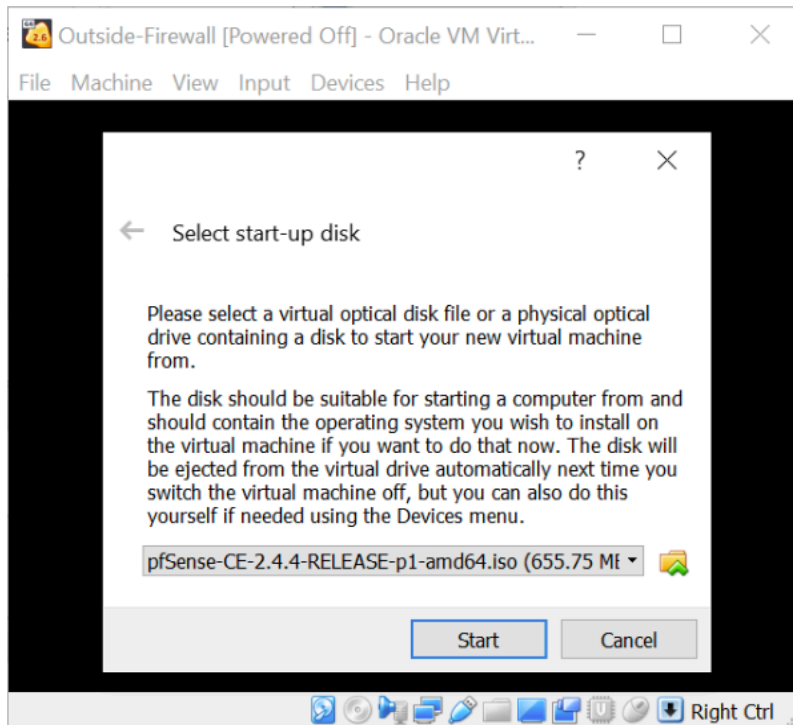 Outside-Firewall [Powered Off] - Oracle VM Virt...
File Machine View Input Devices Help
?
Select start-up disk
Please select a virtual optical disk file or a physical optical
drive containing a disk to start your new virtual machine
from.
The disk should be suitable for starting a computer from and
should contain the operating system you wish to install on
the virtual machine if you want to do that now. The disk will
be ejected from the virtual drive automatically next time you
switch the virtual machine off, but you can also do this
yourself if needed using the Devices menu.
pfSense-CE-2.4.4-RELEASE-p1-amd64.iso (655.75 ME
Start Cancel
Right Ctrl